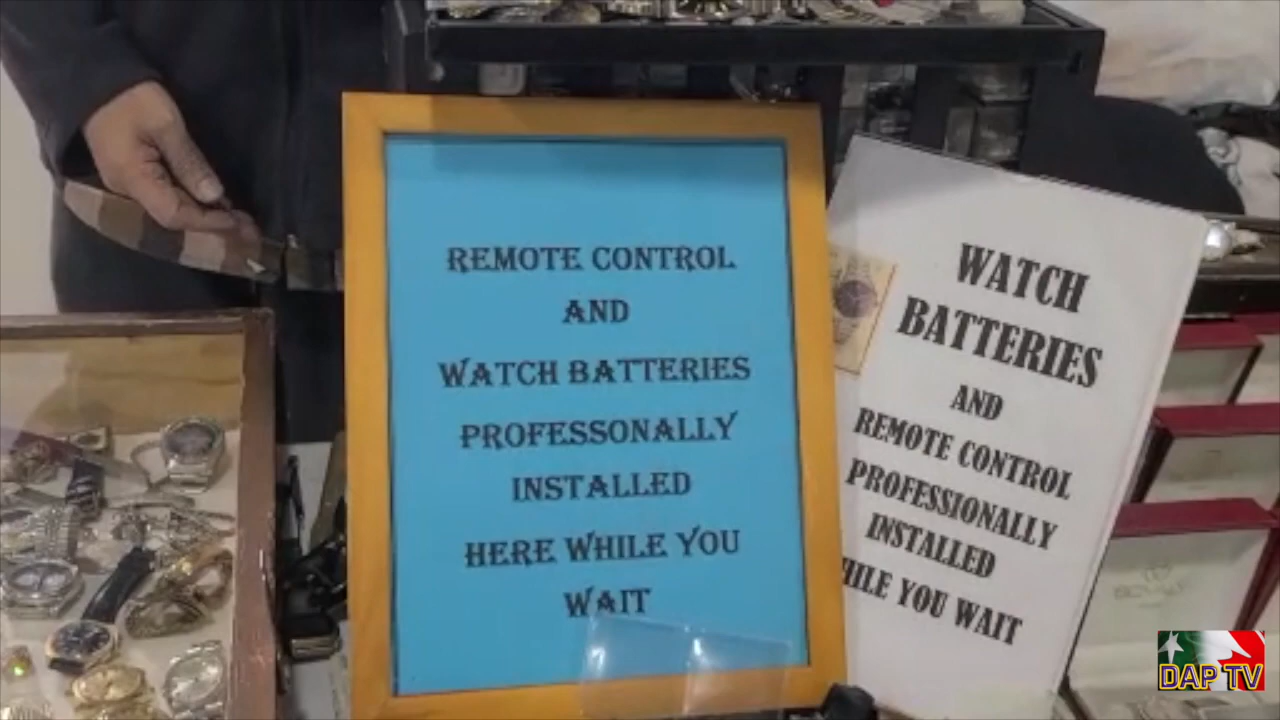 REMOTE CONTROL
AND
WATCH BATTERIES
PROFESSONALLY
INSTALLED
HERE WHILE YOU
WAIT
WATCH
BATTERIES
AND
REMOTE CONTROL
PROFESSIONALLY
INSTALLED
YOU WAIT
DAP TV